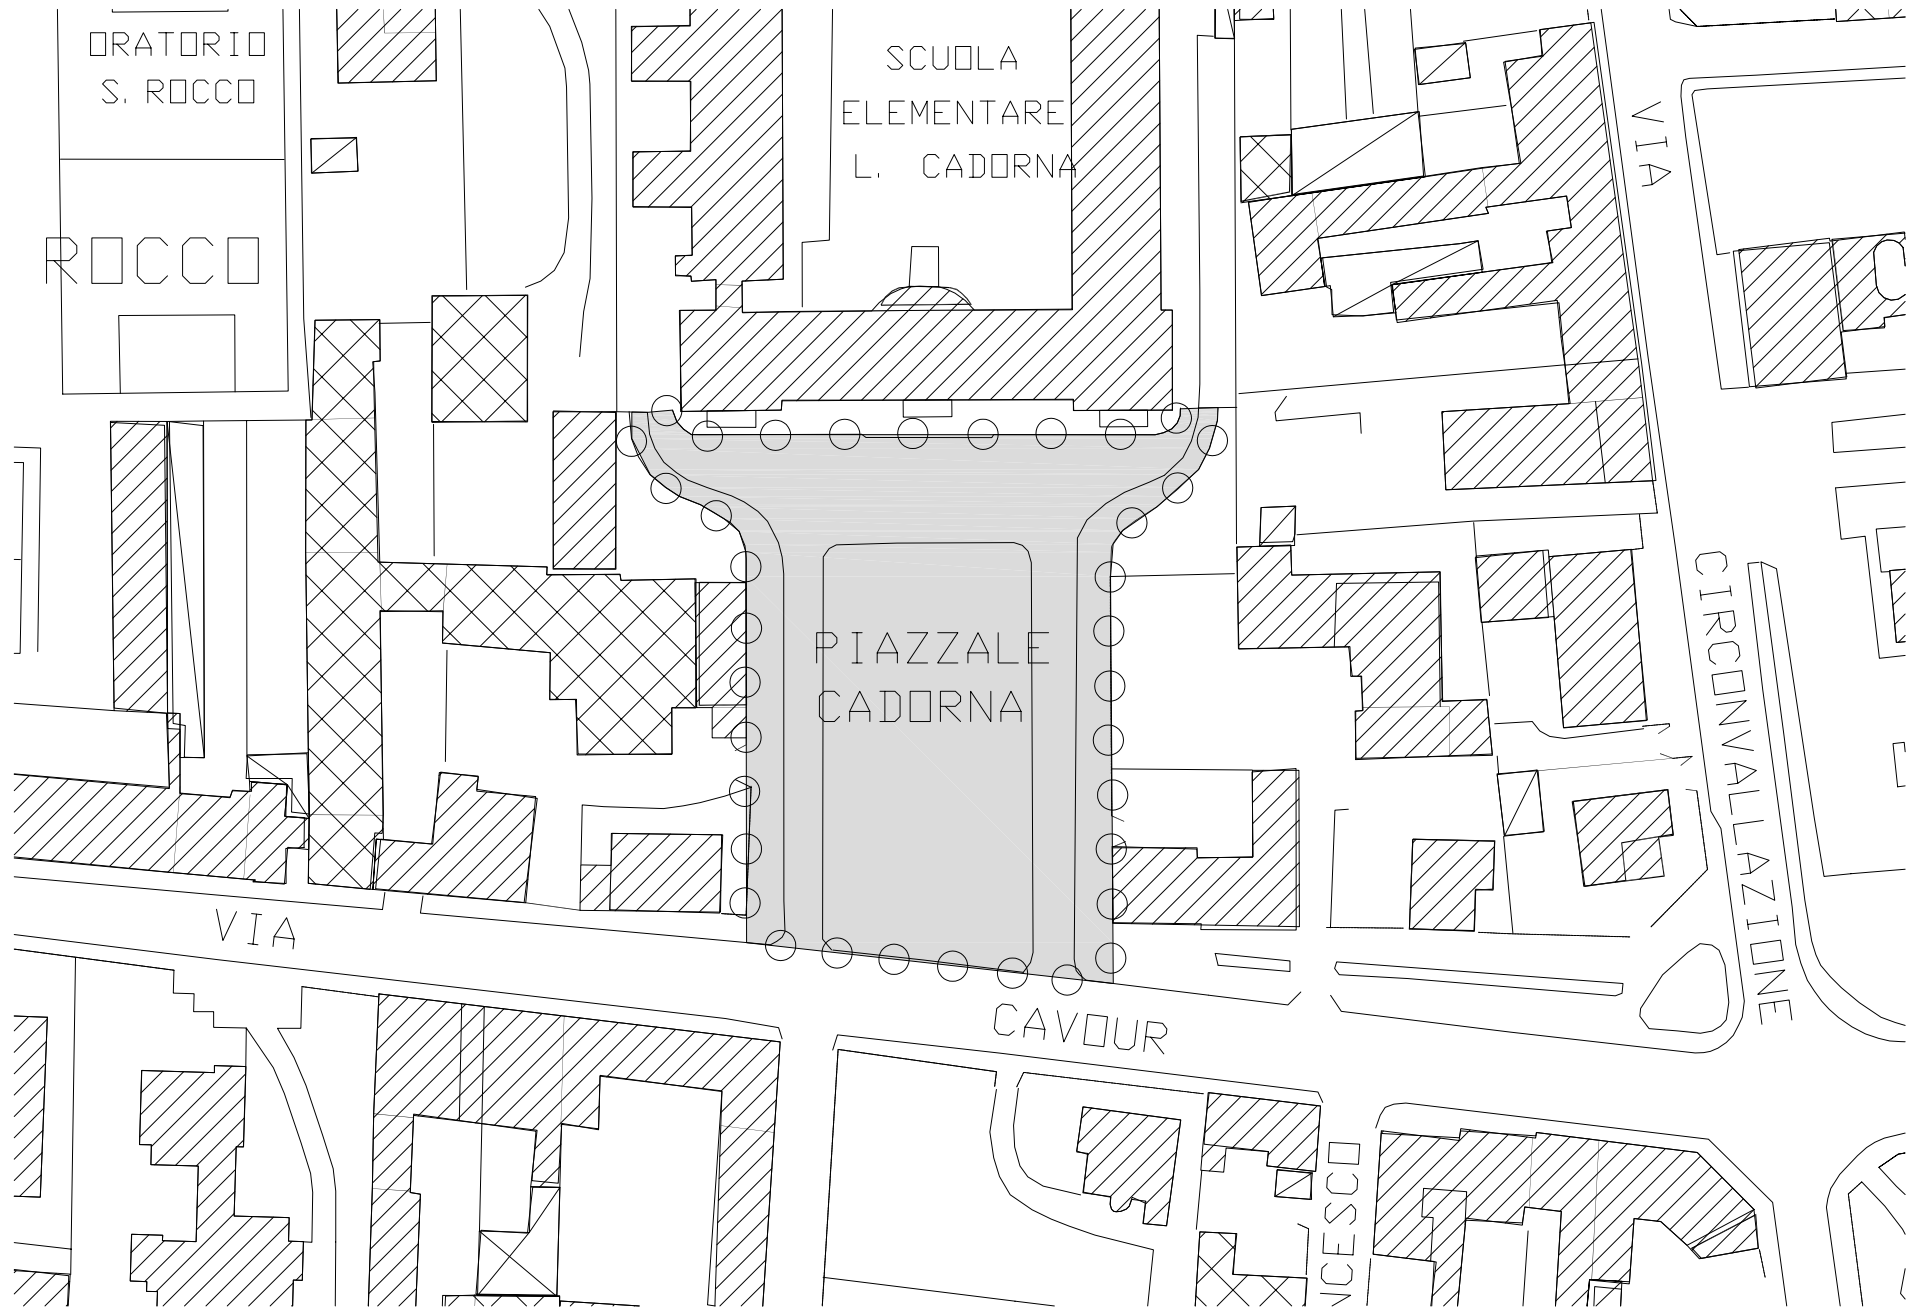 ORATORIO
S. ROCCO
ROCCO
SCUOLA
ELEMENTARE
L. CADORNA
VIA
CIRCONVALLAZIONE
PIAZZALE
CADORNA
VIA
CAVOUR
NCESCO